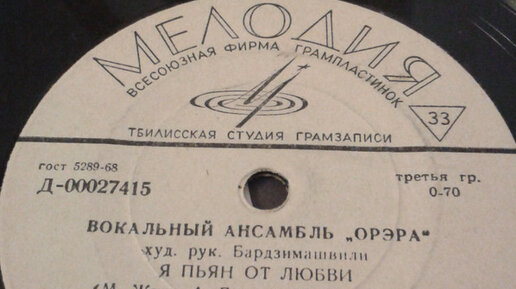 МЕЛОДИЯ
ВСЕСОЮЗНАЯ ФИРМА ГРАМПЛАСТИНОК
33
ТБИЛИССКАЯ СТУДИЯ ГРАМЗАПИСИ
гост 5289-68
Д-00027415
третья гр.
0-70
ВОКАЛЬНЫЙ АНСАМБЛЬ „ОРЭРА“
худ. рук. Бардзимашвили
Я ПЬЯН ОТ ЛЮБВИ